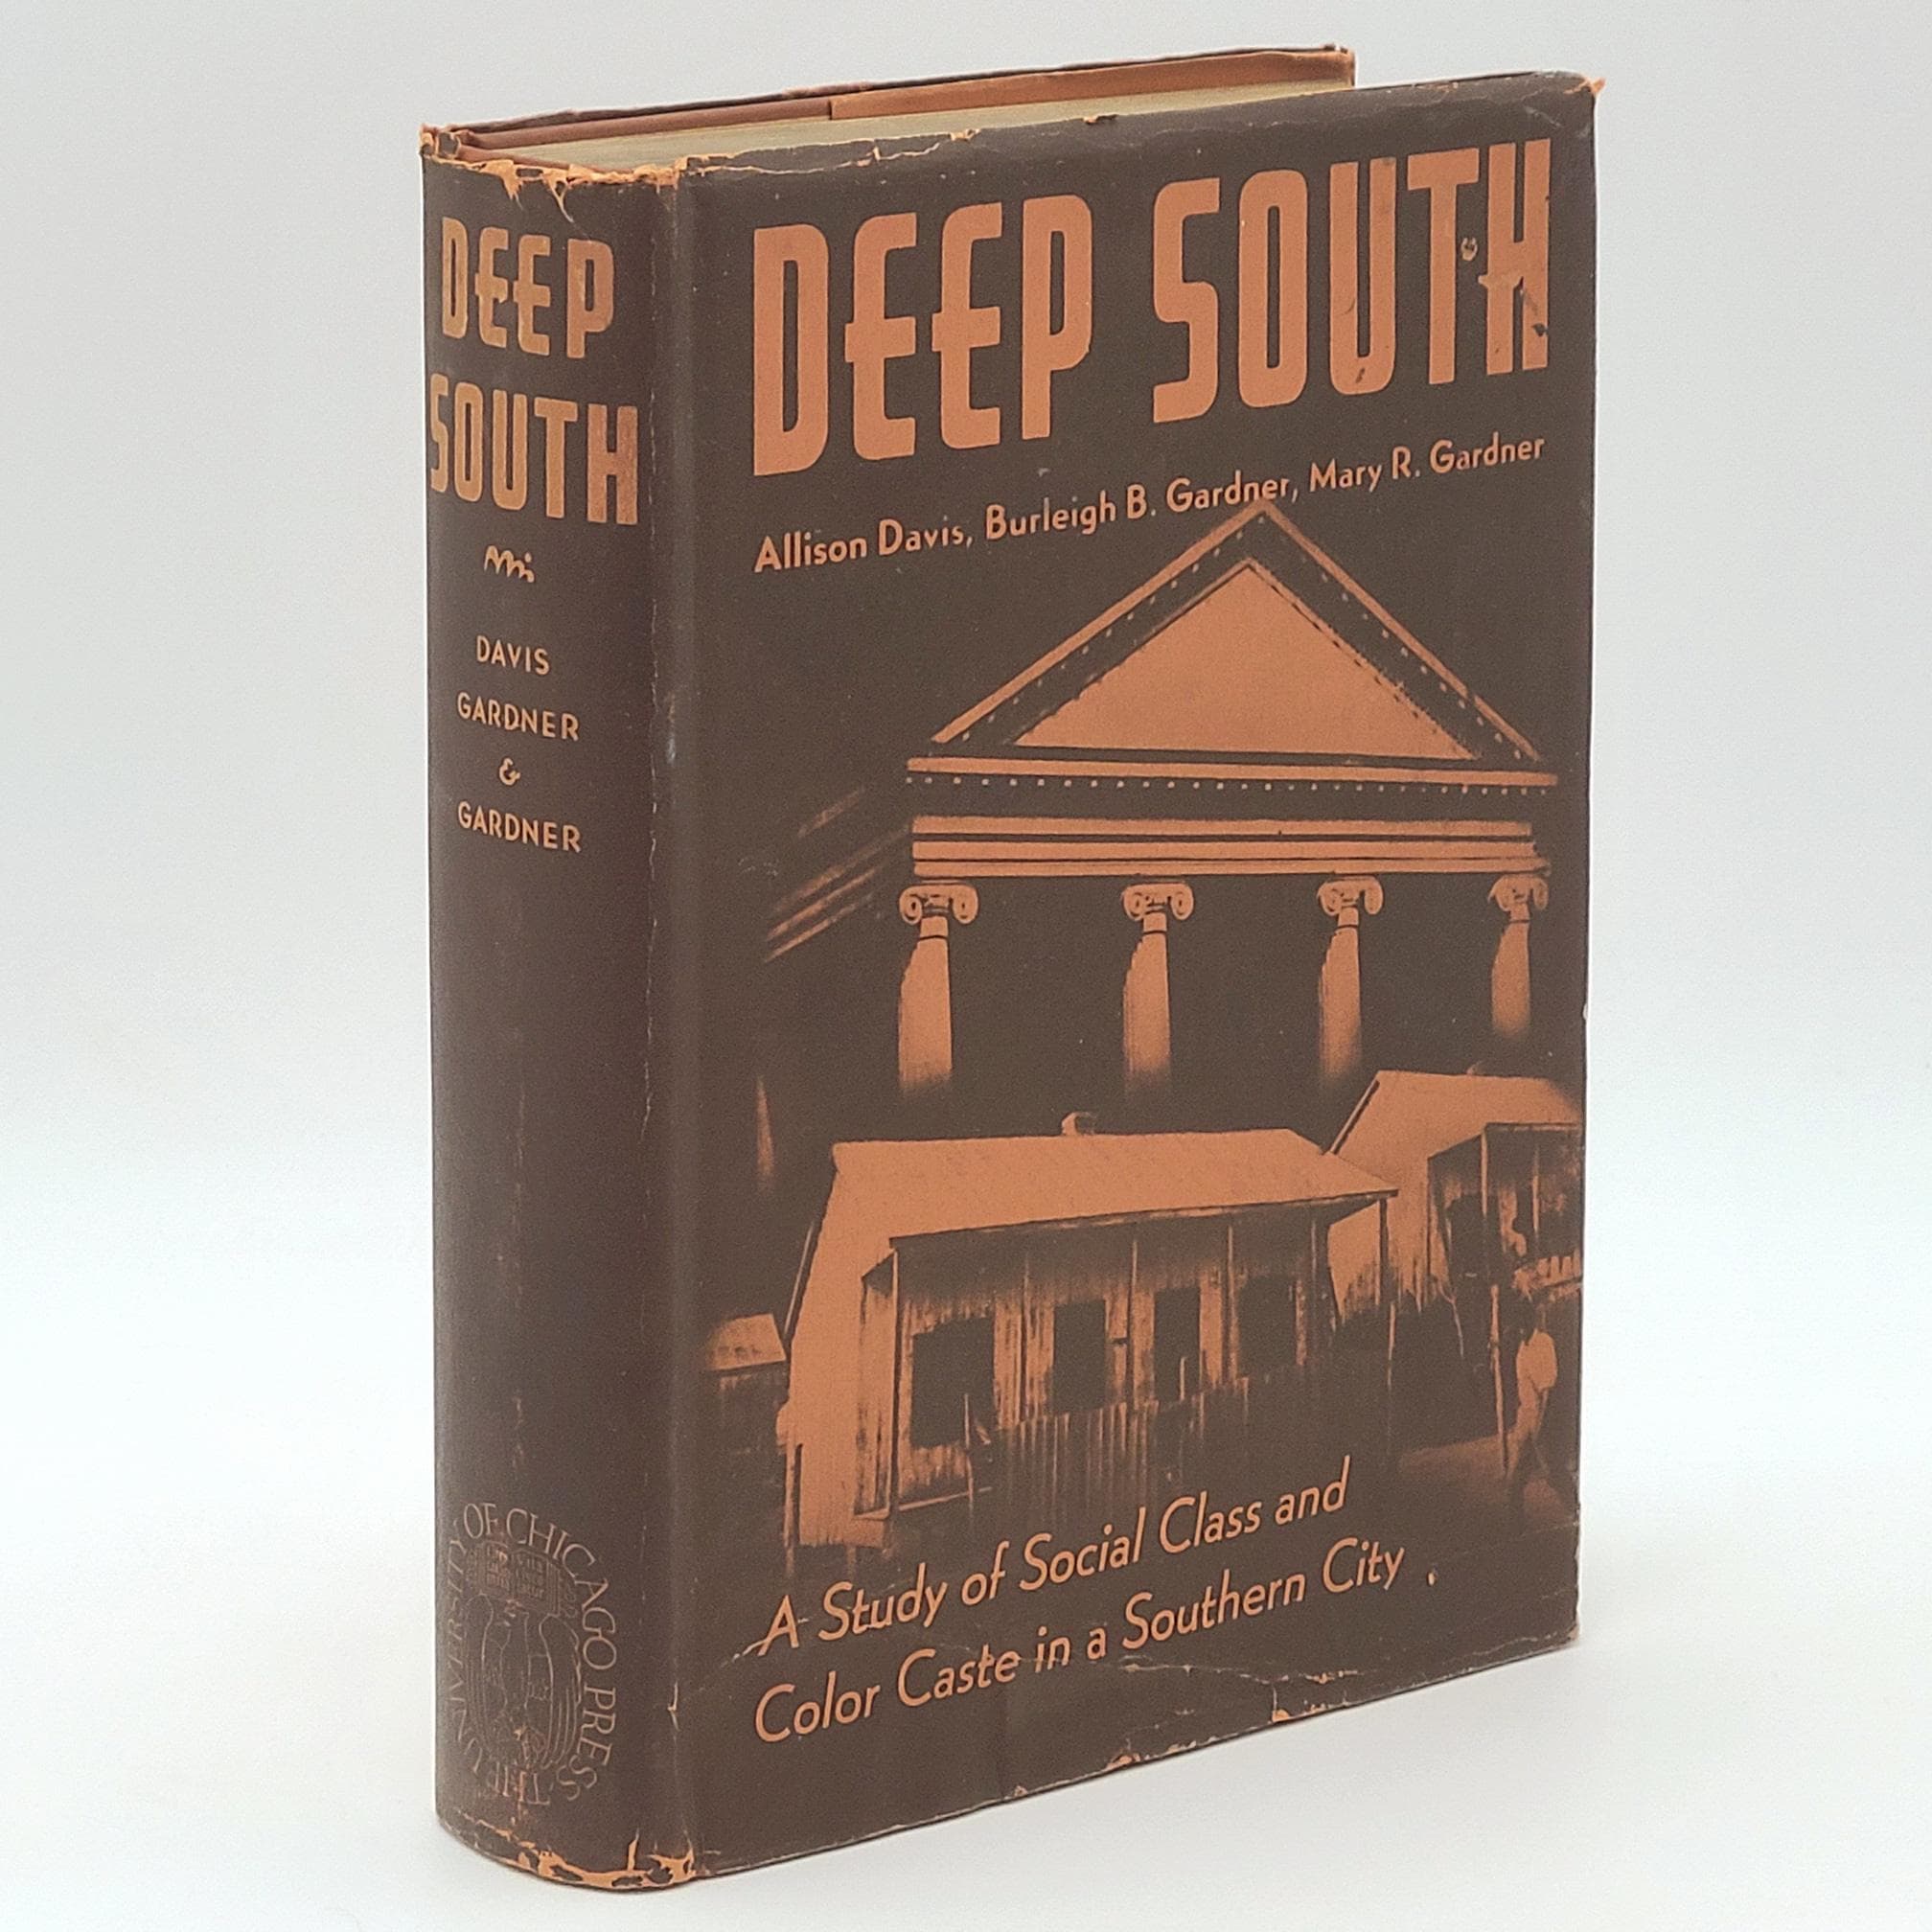 DEEP
SOUTH
DAVIS
GARDNER
&
GARDNER
THE UNIVERSITY OF CHICAGO PRESS
DEEP SOUTH
Allison Davis, Burleigh B. Gardner, Mary R. Gardner
A Study of Social Class and
Color Caste in a Southern City